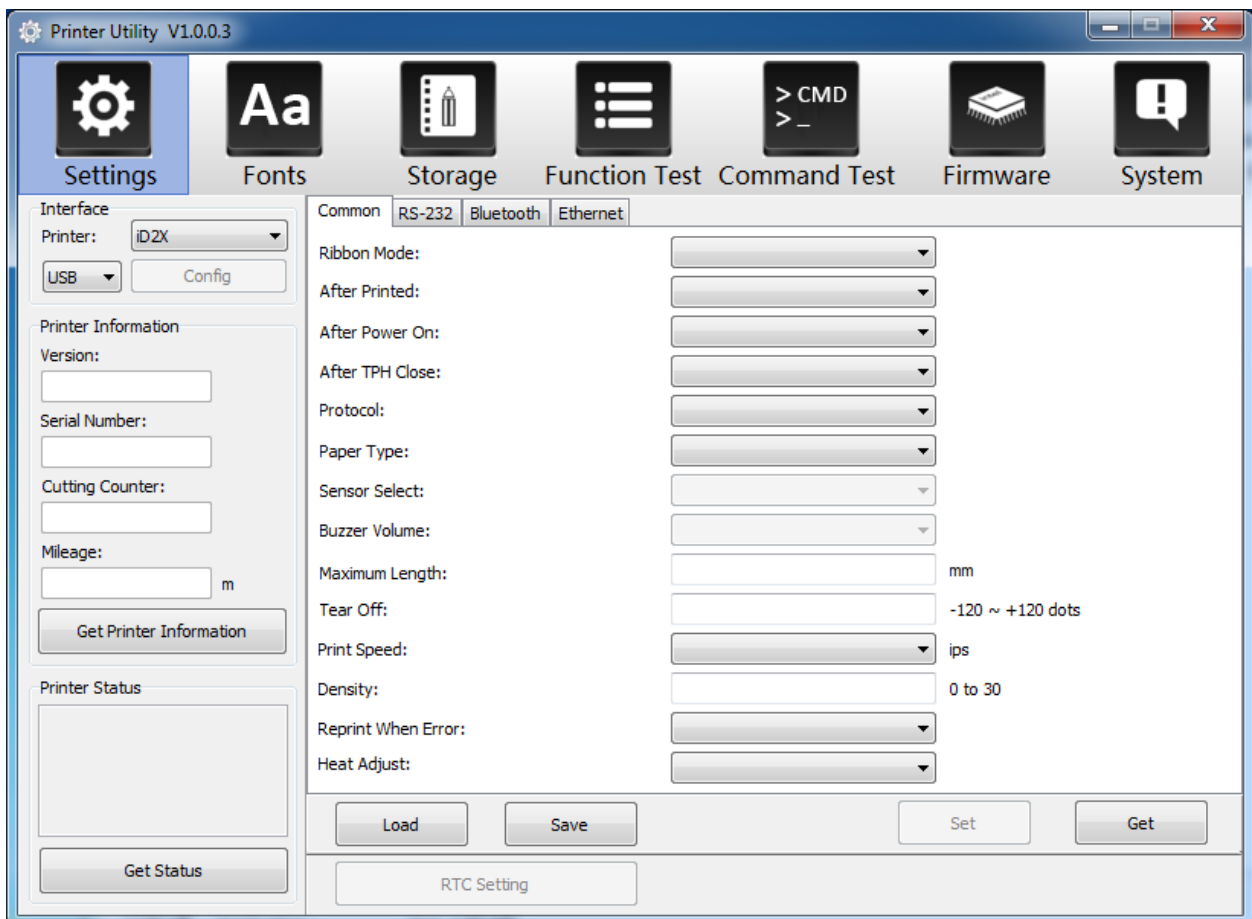 Printer Utility V1.0.0.3
X
Aa
> CMD
> _
Settings
Fonts
Storage
Function Test
Command Test
Firmware
System
Interface
Printer:
iD2X
USB
Config
Printer Information
Version:
Serial Number:
Cutting Counter:
Mileage:
m
Get Printer Information
Printer Status
Get Status
Common
RS-232
Bluetooth
Ethernet
Ribbon Mode:
After Printed:
After Power On:
After TPH Close:
Protocol:
Paper Type:
Sensor Select:
Buzzer Volume:
Maximum Length: mm
Tear Off: -120 ~ +120 dots
Print Speed: ips
Density: 0 to 30
Reprint When Error:
Heat Adjust:
Load
Save
Set
Get
RTC Setting